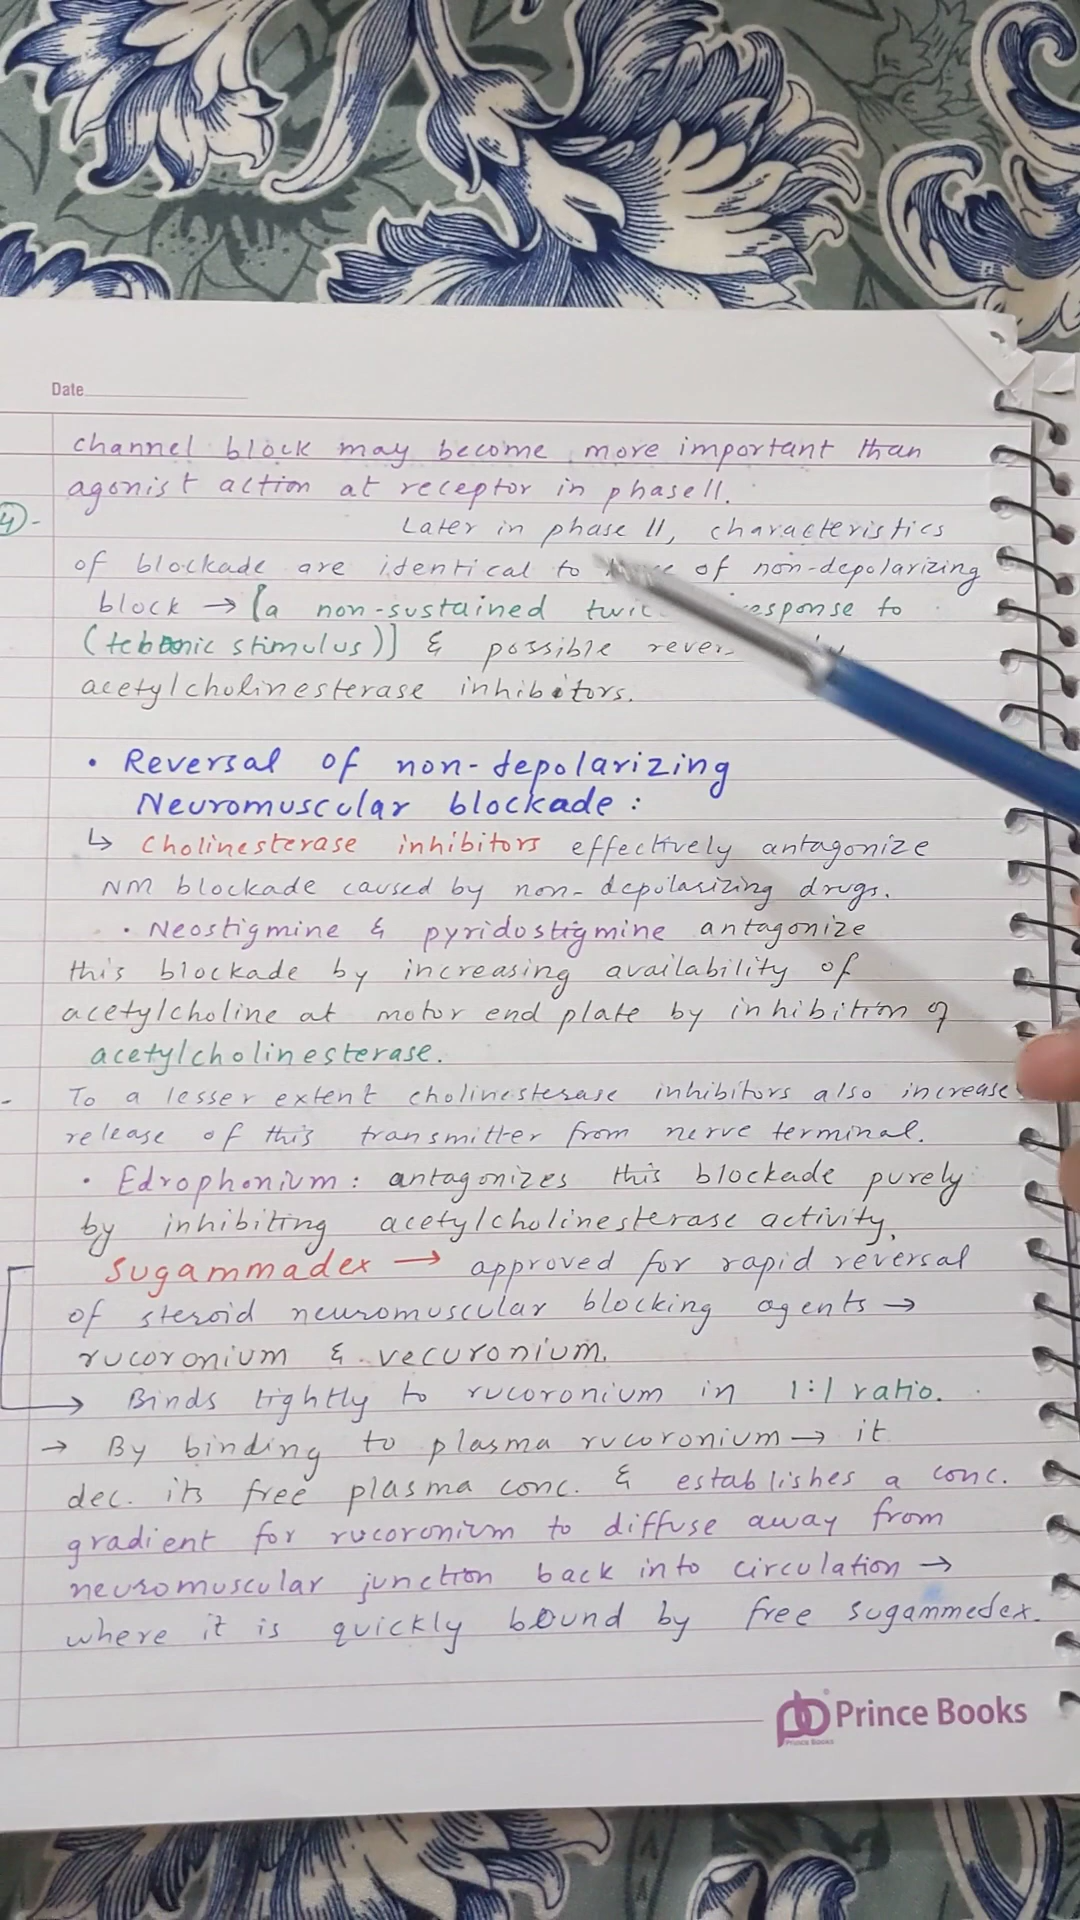 Date
channel block may become more important than
agonist action at receptor in phase II.
4)-
Later in phase II, characteristics
of blockade are identical to of non-depolarizing
block → [a non-sustained response to
(tetanic stimulus)] & possible
acetylcholinesterase inhibitors.
• Reversal of non-depolarizing
Neuromuscular blockade:
↳ Cholinesterase inhibitors effectively antagonize
NM blockade caused by non-depolarizing drugs.
• Neostigmine & pyridostigmine antagonize
this blockade by increasing availability of
acetylcholine at motor end plate by inhibition of
acetylcholinesterase.
- To a lesser extent cholinesterase inhibitors also increase
release of this transmitter from nerve terminal.
• Edrophonium: antagonizes this blockade purely
by inhibiting acetylcholinesterase activity.
Sugammadex → approved for rapid reversal
of steroid neuromuscular blocking agents →
rucoronium & vecuronium.
→ Binds tightly to rucoronium in 1:1 ratio.
→ By binding to plasma rucoronium → it
dec. its free plasma conc. & establishes a conc.
gradient for rucoronium to diffuse away from
neuromuscular junction back into circulation →
where it is quickly bound by free sugammedex.
Prince Books
Prince Books